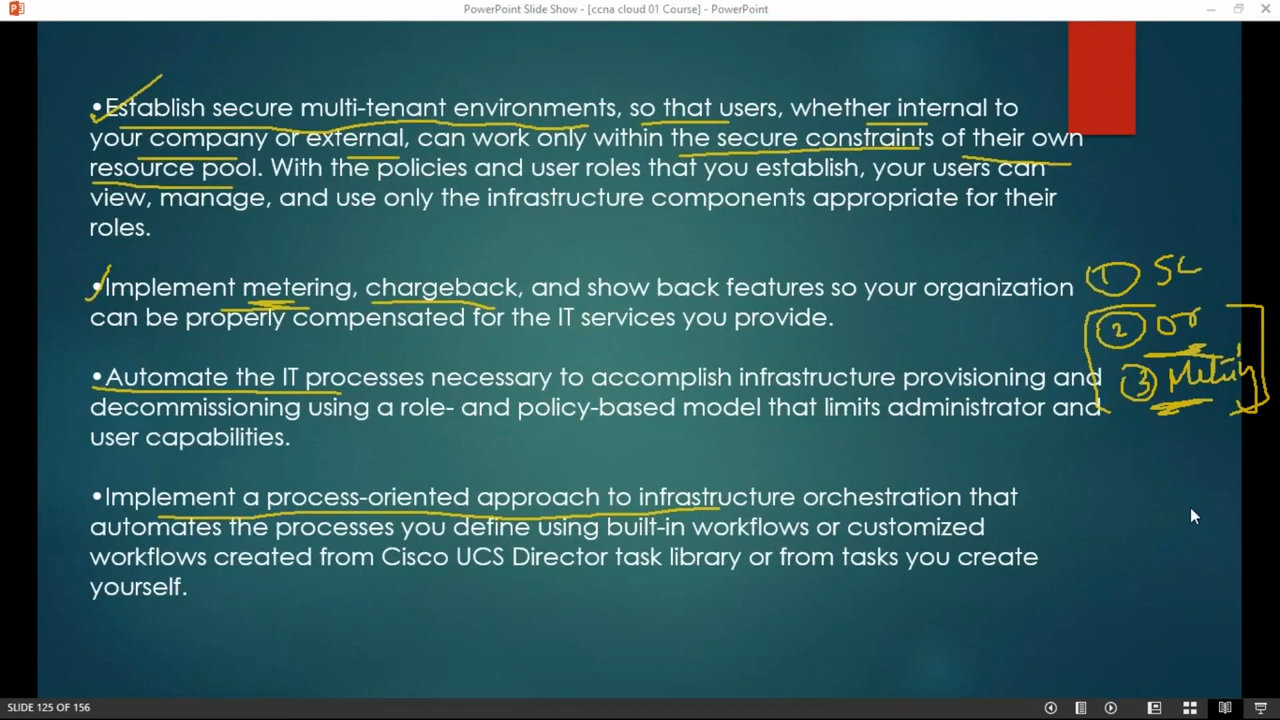 PowerPoint Slide Show - [ccna cloud 01 Course] - PowerPoint
•Establish secure multi-tenant environments, so that users, whether internal to
your company or external, can work only within the secure constraints of their own
resource pool. With the policies and user roles that you establish, your users can
view, manage, and use only the infrastructure components appropriate for their
roles.
•Implement metering, chargeback, and show back features so your organization
can be properly compensated for the IT services you provide.
•Automate the IT processes necessary to accomplish infrastructure provisioning and
decommissioning using a role- and policy-based model that limits administrator and
user capabilities.
•Implement a process-oriented approach to infrastructure orchestration that
automates the processes you define using built-in workflows or customized
workflows created from Cisco UCS Director task library or from tasks you create
yourself.
1 SC
2 or
3
SLIDE 125 OF 156